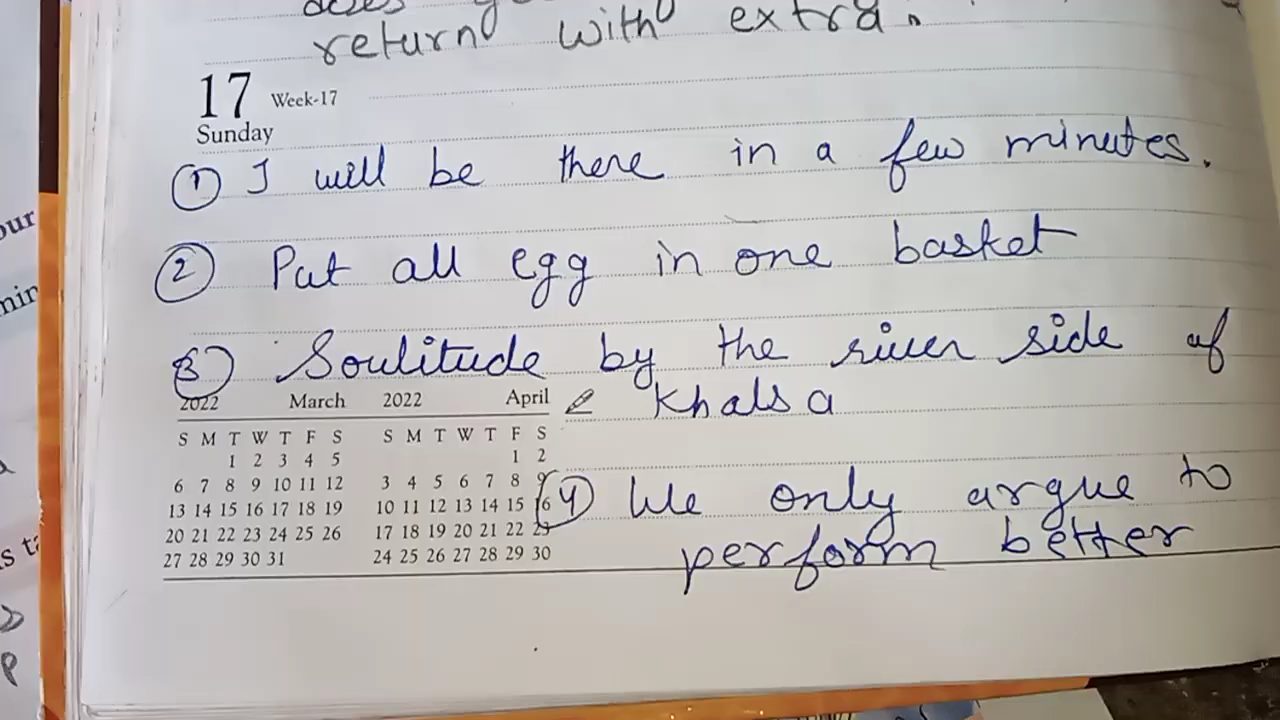 return with extra.
17 Week-17
Sunday
① I will be there in a few minutes.
② Put all egg in one basket
③ Soulitude by the river side of
Khalsa
2022 March 2022 April
S M T W T F S S M T W T F S
1 2 3 4 5 1 2
6 7 8 9 10 11 12 3 4 5 6 7 8 9
13 14 15 16 17 18 19 10 11 12 13 14 15 16
20 21 22 23 24 25 26 17 18 19 20 21 22 23
27 28 29 30 31 24 25 26 27 28 29 30
④ We only argue to
perform better